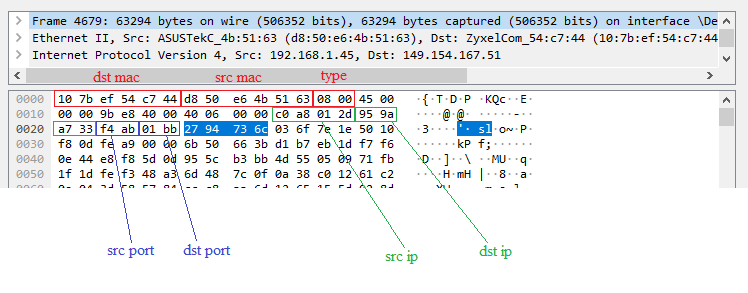 Frame 4679: 63294 bytes on wire (506352 bits), 63294 bytes captured (506352 bits) on interface \De
Ethernet II, Src: ASUSTekC_4b:51:63 (d8:50:e6:4b:51:63), Dst: ZyxelCom_54:c7:44 (10:7b:ef:54:c7:44
Internet Protocol Version 4, Src: 192.168.1.45, Dst: 149.154.167.51
dst mac src mac type
0000 10 7b ef 54 c7 44 d8 50 e6 4b 51 63 08 00 45 00 ·{·T·D·P ·KQc··E·
0010 00 00 9b e8 40 00 40 06 00 00 c0 a8 01 2d 95 9a ····@·@· ·····-··
0020 a7 33 f4 ab 01 bb 27 94 73 6c 03 6f 7e 1e 50 10 ·3····'· sl·o~·P·
0030 f8 0d fe a9 00 00 6b 50 66 3b d1 b7 eb 1d f7 f6 ······kP f;······
0040 0e 44 e8 f8 5d 0d 95 5c b3 bb 4d 55 05 09 71 fb ·D··]··\ ··MU··q·
0050 1f 1d fe f3 48 a3 6d 48 7c 0f 0a 38 c0 12 61 c2 ····H·mH |··8··a·
src port dst port src ip dst ip